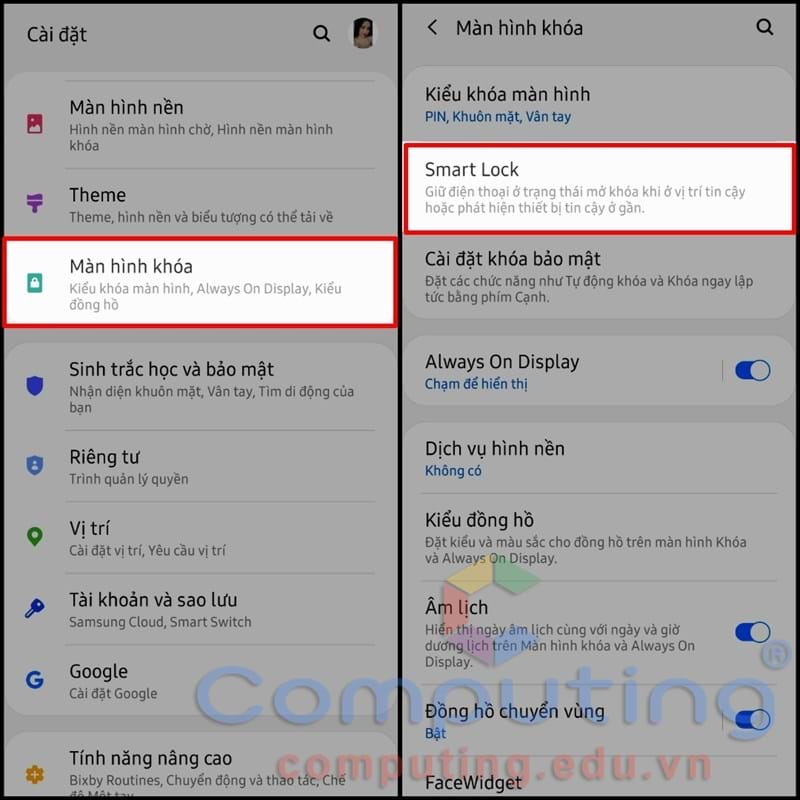 Cài đặt
Màn hình nền
Hình nền màn hình chờ, Hình nền màn hình
khóa
Theme
Theme, hình nền và biểu tượng có thể tải về
Màn hình khóa
Kiểu khóa màn hình, Always On Display, Kiểu
đồng hồ
Sinh trắc học và bảo mật
Nhận diện khuôn mặt, Vân tay, Tìm di động của
bạn
Riêng tư
Trình quản lý quyền
Vị trí
Cài đặt vị trí, Yêu cầu vị trí
Tài khoản và sao lưu
Samsung Cloud, Smart Switch
Google
Cài đặt Google
Tính năng nâng cao
Bixby Routines, Chuyển động và thao tác, Chế
độ Một tay
Màn hình khóa
Kiểu khóa màn hình
PIN, Khuôn mặt, Vân tay
Smart Lock
Giữ điện thoại ở trạng thái mở khóa khi ở vị trí tin cậy
hoặc phát hiện thiết bị tin cậy ở gần.
Cài đặt khóa bảo mật
Đặt các chức năng như Tự động khóa và Khóa ngay lập
tức bằng phím Cạnh.
Always On Display
Chạm để hiển thị
Dịch vụ hình nền
Không có
Kiểu đồng hồ
Đặt kiểu và màu sắc cho đồng hồ trên màn hình Khóa
và Always On Display.
Âm lịch
Hiển thị ngày âm lịch cùng với ngày và giờ
dương lịch trên Màn hình khóa và Always On
Display.
Đồng hồ chuyển vùng
Bật
FaceWidget
Computing®
computing.edu.vn